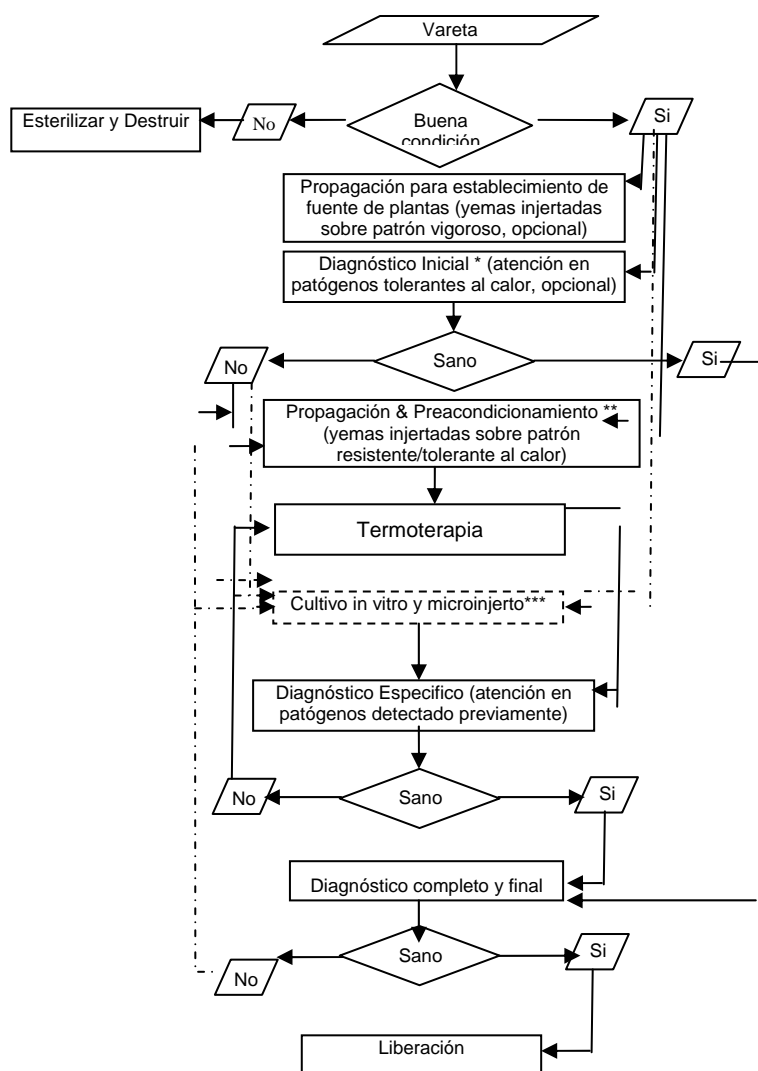 Vareta
Buena
condición
Esterilizar y Destruir
No
Si
Propagación para establecimiento de
fuente de plantas (yemas injertadas
sobre patrón vigoroso, opcional)
Diagnóstico Inicial * (atención en
patógenos tolerantes al calor, opcional)
No
Sano
Si
Propagación & Preacondicionamiento **
(yemas injertadas sobre patrón
resistente/tolerante al calor)
Termoterapia
Cultivo in vitro y microinjerto***
Diagnóstico Especifico (atención en
patógenos detectado previamente)
No
Sano
Si
Diagnóstico completo y final
No
Sano
Si
Liberación